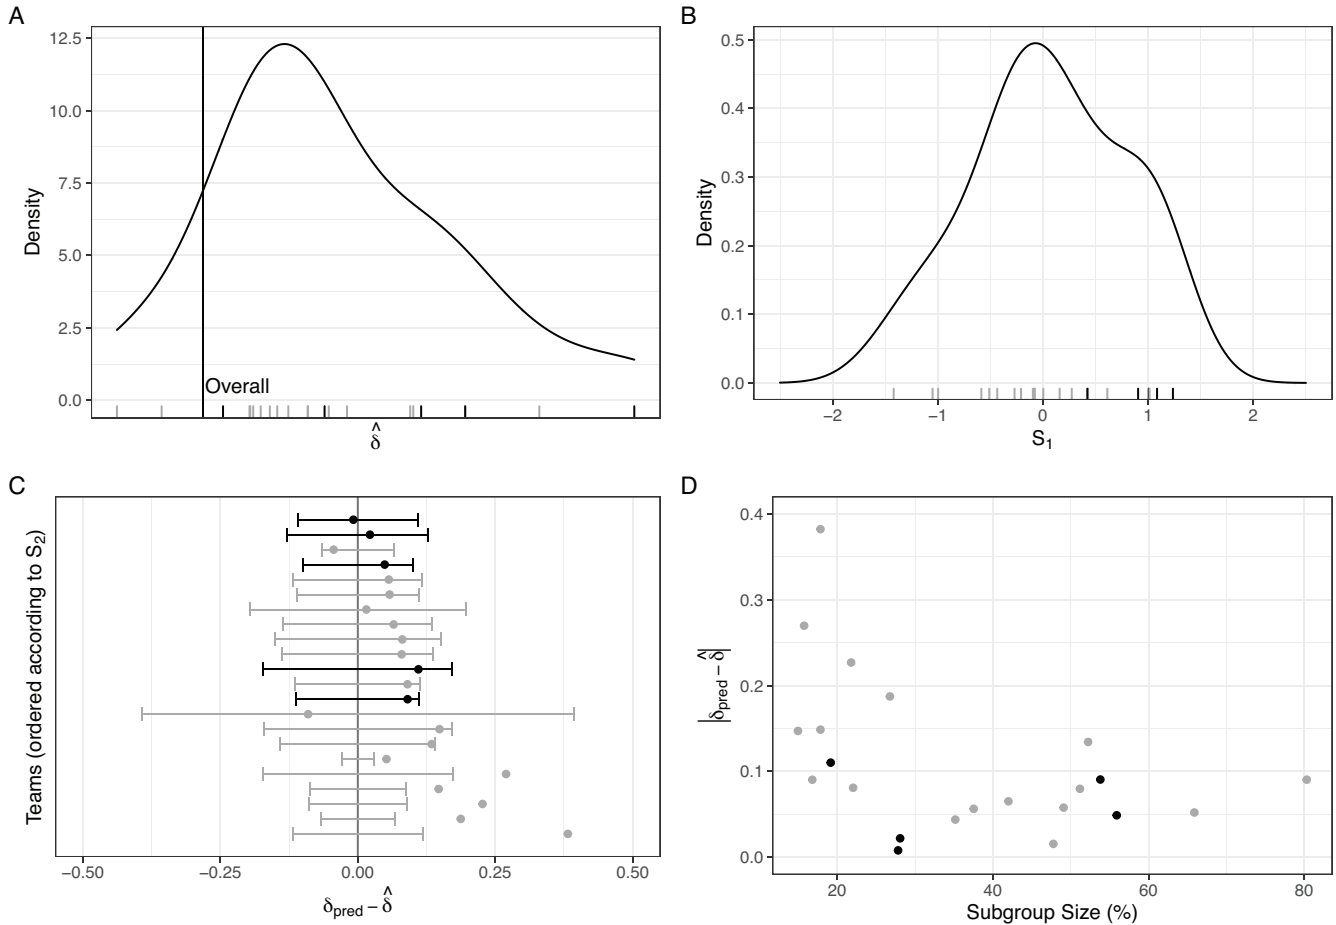 A
12.5
10.0
7.5
5.0
2.5
0.0
Density
Overall
δ̂
B
0.5
0.4
0.3
0.2
0.1
0.0
Density
−2 −1 0 1 2
S₁
C
Teams (ordered according to S₂)
−0.50 −0.25 0.00 0.25 0.50
δpred − δ̂
D
0.4
0.3
0.2
0.1
0.0
|δpred − δ̂|
20 40 60 80
Subgroup Size (%)